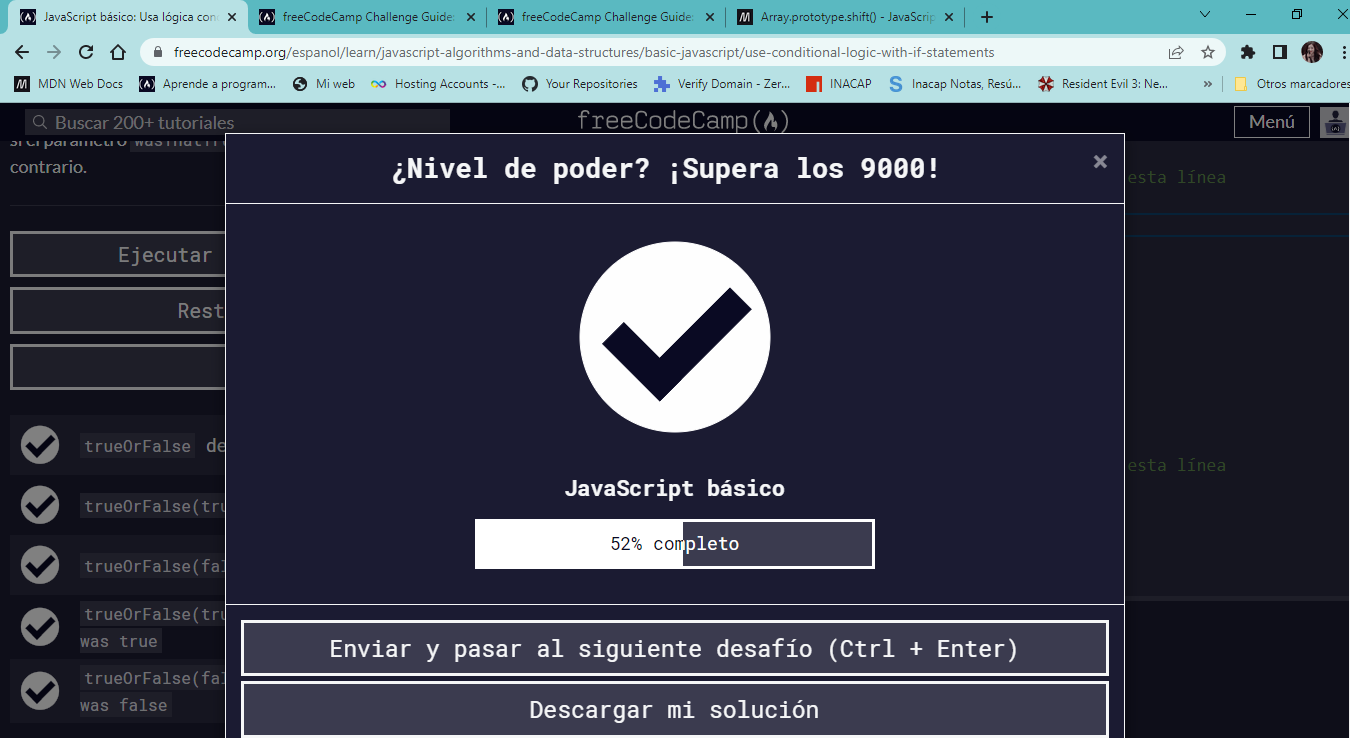 JavaScript básico: Usa lógica con
freeCodeCamp Challenge Guide:
freeCodeCamp Challenge Guide:
Array.prototype.shift() - JavaScrip
freecodecamp.org/espanol/learn/javascript-algorithms-and-data-structures/basic-javascript/use-conditional-logic-with-if-statements
MDN Web Docs
Aprende a program...
Mi web
Hosting Accounts -...
Your Repositories
Verify Domain - Zer...
INACAP
Inacap Notas, Resú...
Resident Evil 3: Ne...
»
Otros marcadores
Buscar 200+ tutoriales
freeCodeCamp
Menú
si el parámetro
contrario.
¿Nivel de poder? ¡Supera los 9000!
esta línea
Ejecutar
Rest
JavaScript básico
esta línea
52% completo
trueOrFalse de
trueOrFalse(tru
trueOrFalse(fal
trueOrFalse(tru
was true
trueOrFalse(fal
was false
Enviar y pasar al siguiente desafío (Ctrl + Enter)
Descargar mi solución